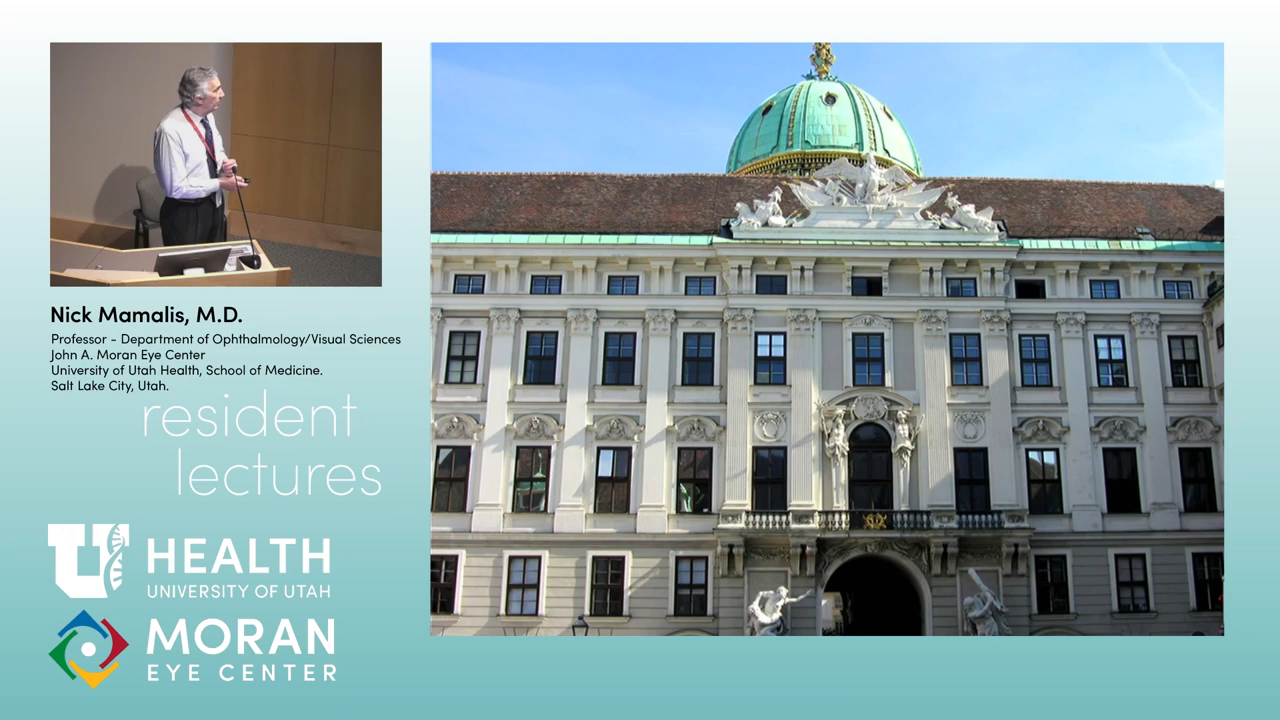 Nick Mamalis, M.D.
Professor - Department of Ophthalmology/Visual Sciences
John A. Moran Eye Center
University of Utah Health, School of Medicine.
Salt Lake City, Utah.
resident
lectures
U HEALTH
UNIVERSITY OF UTAH
MORAN
EYE CENTER